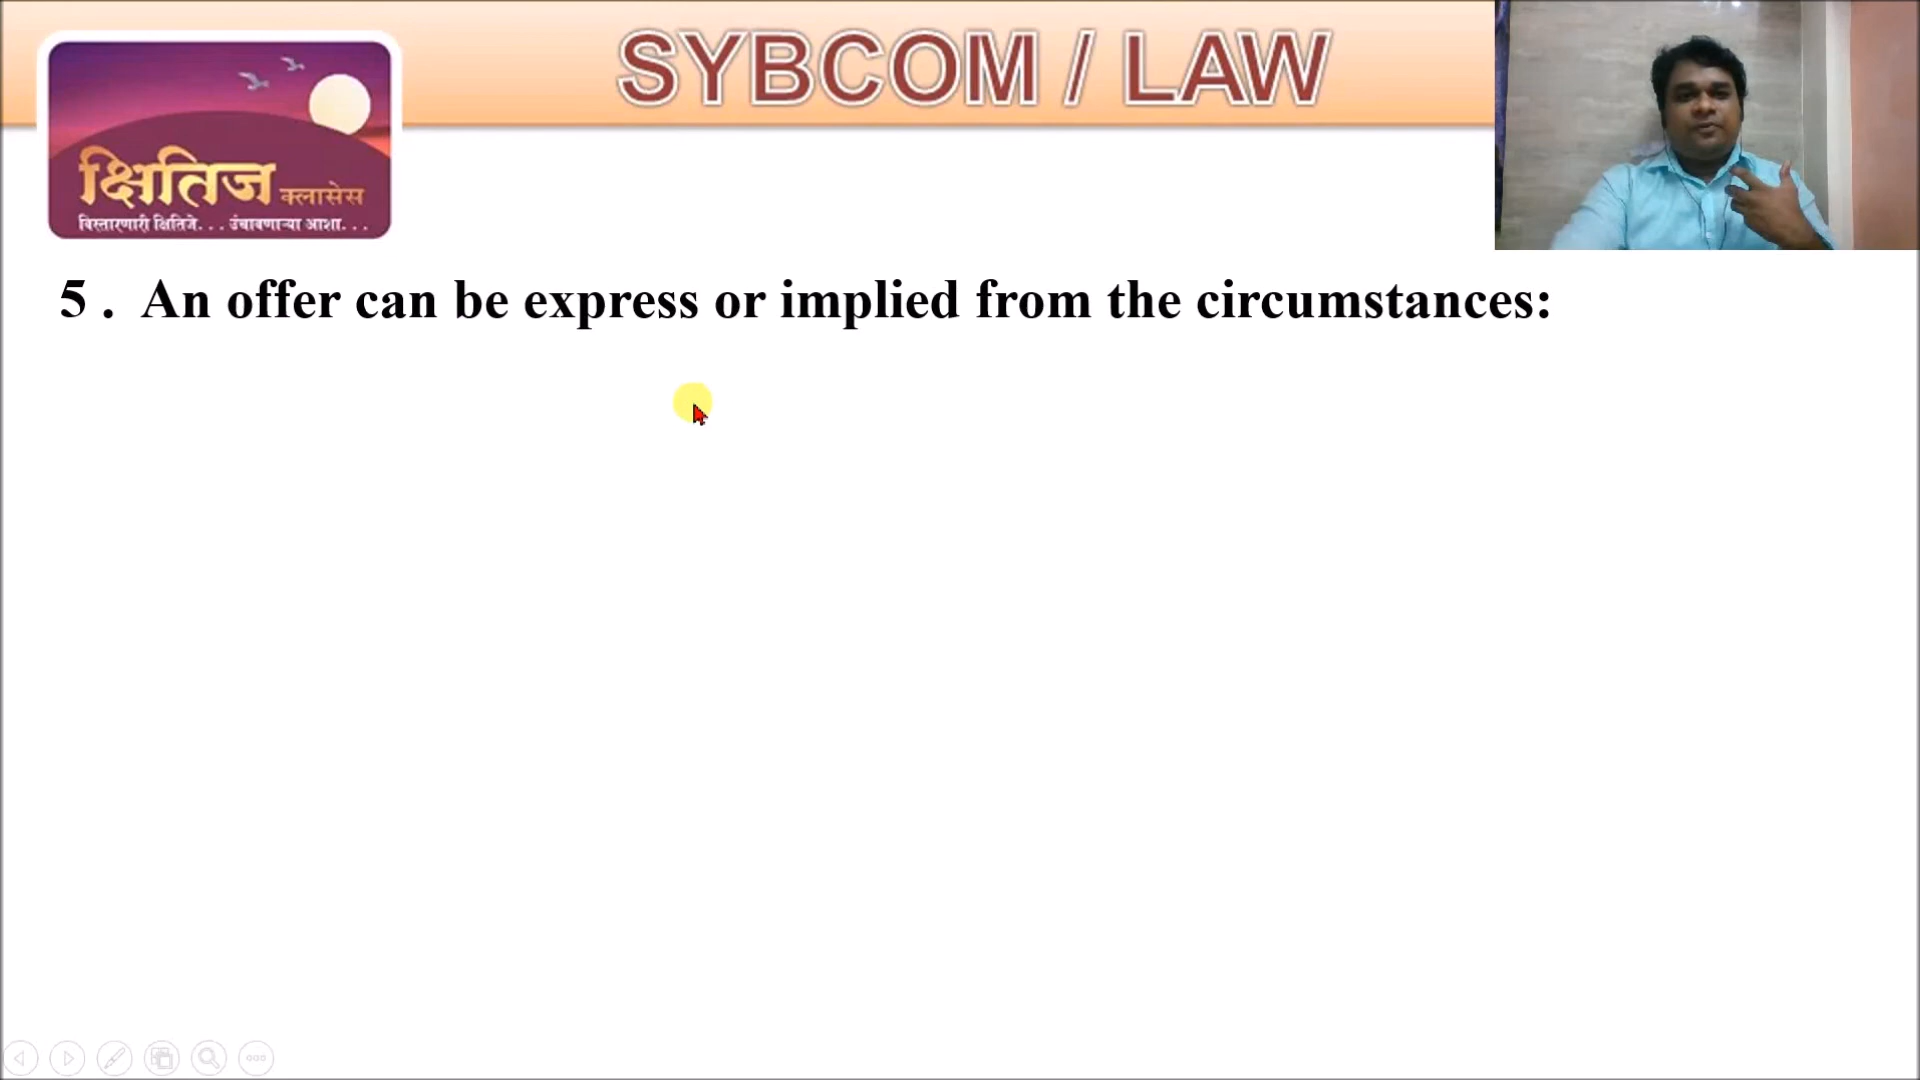 SYBCOM / LAW
क्षितिज क्लासेस
विस्तारणारी क्षितिजे... उंचावणाऱ्या आशा...
5 . An offer can be express or implied from the circumstances: